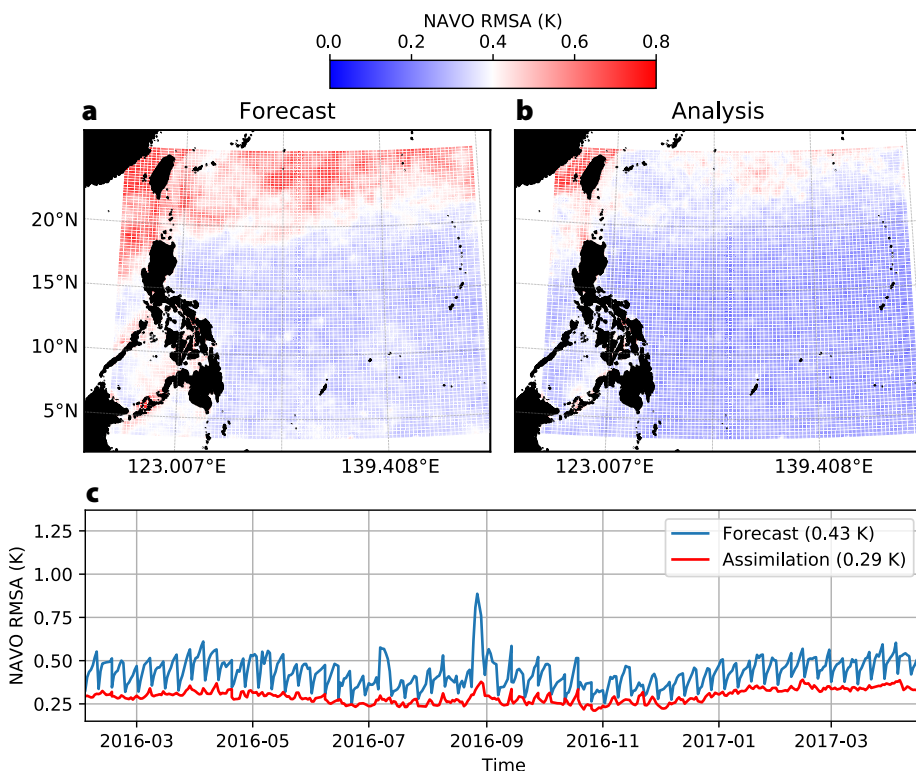 NAVO RMSA (K)
0.0 0.2 0.4 0.6 0.8
a Forecast
b Analysis
20°N
15°N
10°N
5°N
123.007°E 139.408°E
123.007°E 139.408°E
c
NAVO RMSA (K)
1.25
1.00
0.75
0.50
0.25
Forecast (0.43 K)
Assimilation (0.29 K)
2016-03 2016-05 2016-07 2016-09 2016-11 2017-01 2017-03
Time